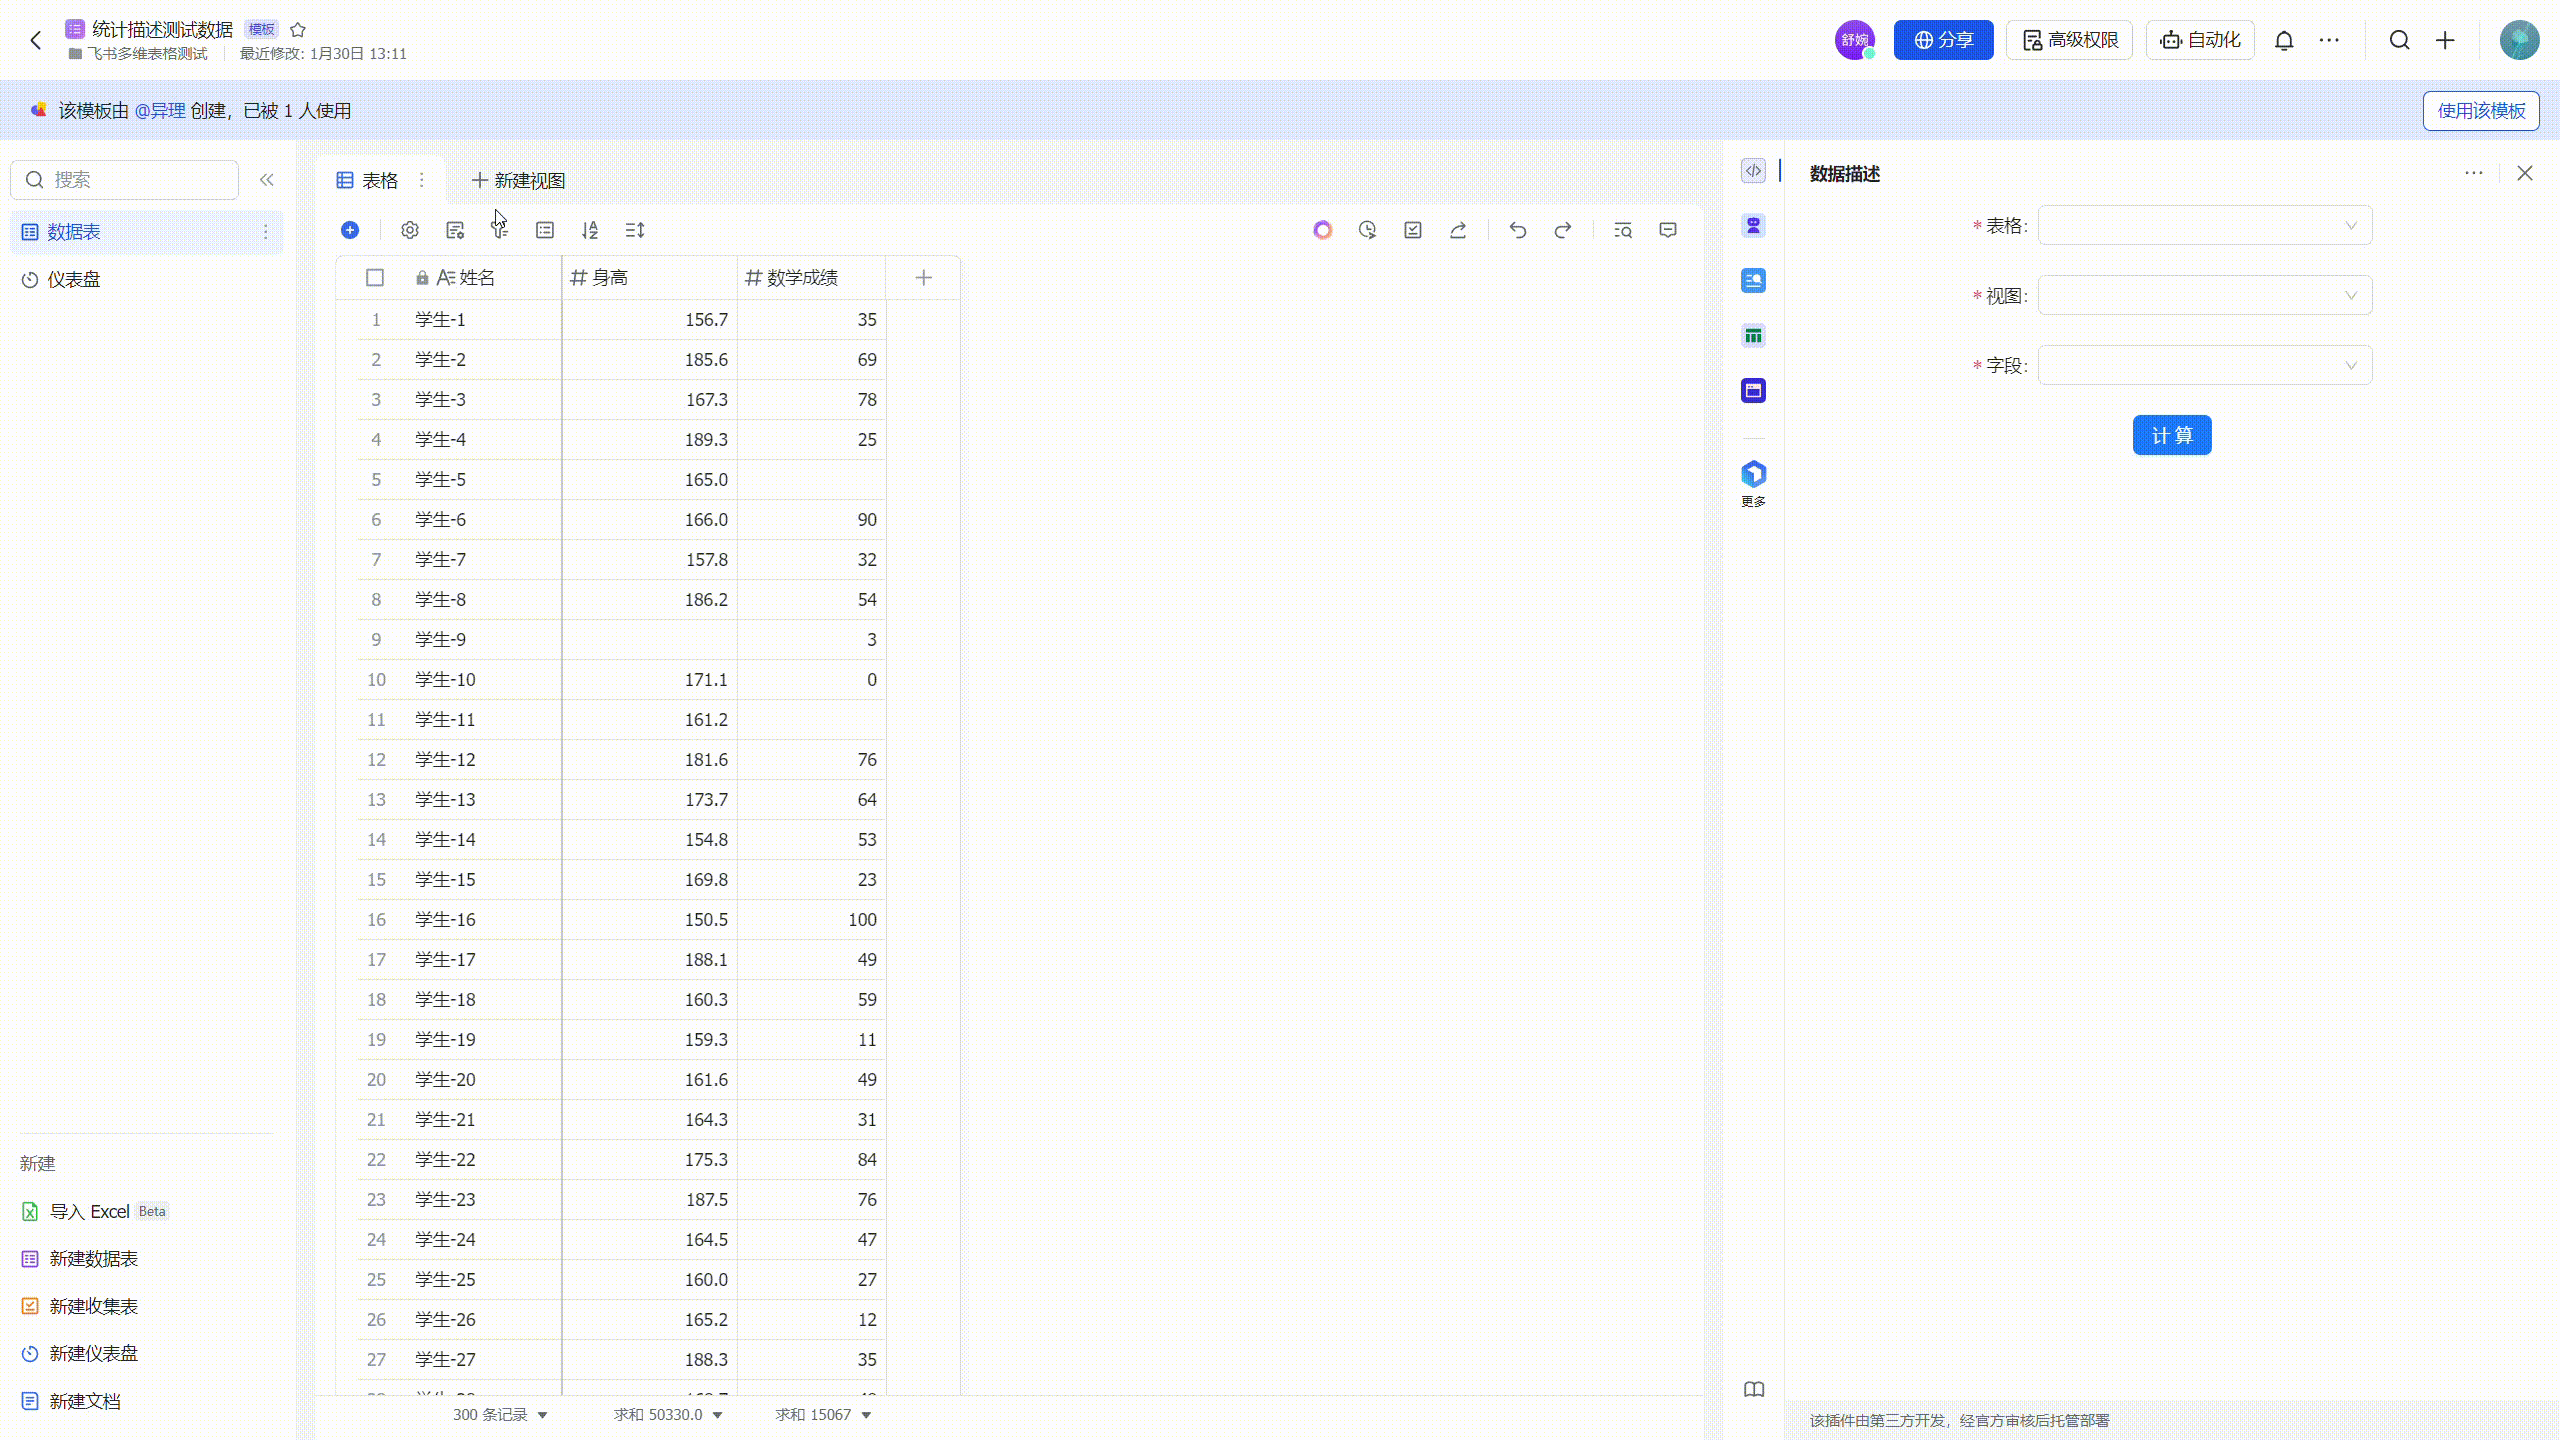 统计描述测试数据 模板
飞书多维表格测试 最近修改: 1月30日 13:11
舒婉 分享 高级权限 自动化
该模板由 @异理 创建，已被 1 人使用
使用该模板
搜索
数据表
仪表盘
新建
导入 Excel Beta
新建数据表
新建收集表
新建仪表盘
新建文档
表格 新建视图
姓名 身高 数学成绩
1 学生-1 156.7 35
2 学生-2 185.6 69
3 学生-3 167.3 78
4 学生-4 189.3 25
5 学生-5 165.0
6 学生-6 166.0 90
7 学生-7 157.8 32
8 学生-8 186.2 54
9 学生-9 3
10 学生-10 171.1 0
11 学生-11 161.2
12 学生-12 181.6 76
13 学生-13 173.7 64
14 学生-14 154.8 53
15 学生-15 169.8 23
16 学生-16 150.5 100
17 学生-17 188.1 49
18 学生-18 160.3 59
19 学生-19 159.3 11
20 学生-20 161.6 49
21 学生-21 164.3 31
22 学生-22 175.3 84
23 学生-23 187.5 76
24 学生-24 164.5 47
25 学生-25 160.0 27
26 学生-26 165.2 12
27 学生-27 188.3 35
300 条记录 求和 50330.0 求和 15067
更多
数据描述
* 表格:
* 视图:
* 字段:
计 算
该插件由第三方开发，经官方审核后托管部署